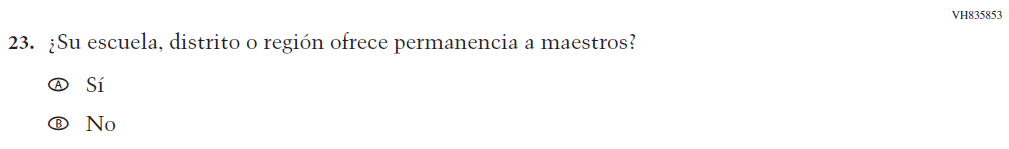 VH835853
23. ¿Su escuela, distrito o región ofrece permanencia a maestros?
A Sí
B No